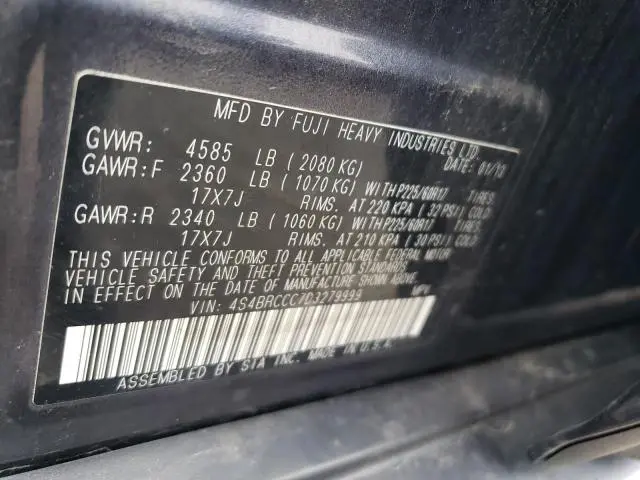 MFD BY FUJI HEAVY INDUSTRIES LTD.
DATE: 01/13
GVWR: 4585 LB (2080 KG)
GAWR:F 2360 LB (1070 KG) WITH P225/60R17 TIRES
17X7J RIMS. AT 220 KPA (32 PSI) COLD
GAWR:R 2340 LB (1060 KG) WITH P225/60R17 TIRES
17X7J RIMS. AT 210 KPA (30 PSI) COLD
THIS VEHICLE CONFORMS TO ALL APPLICABLE FEDERAL MOTOR
VEHICLE SAFETY AND THEFT PREVENTION STANDARDS
IN EFFECT ON THE DATE OF MANUFACTURE SHOWN ABOVE.
VIN: 4S4BRCCC7D3279999 MPV
ASSEMBLED BY SIA INC. MADE IN U.S.A.